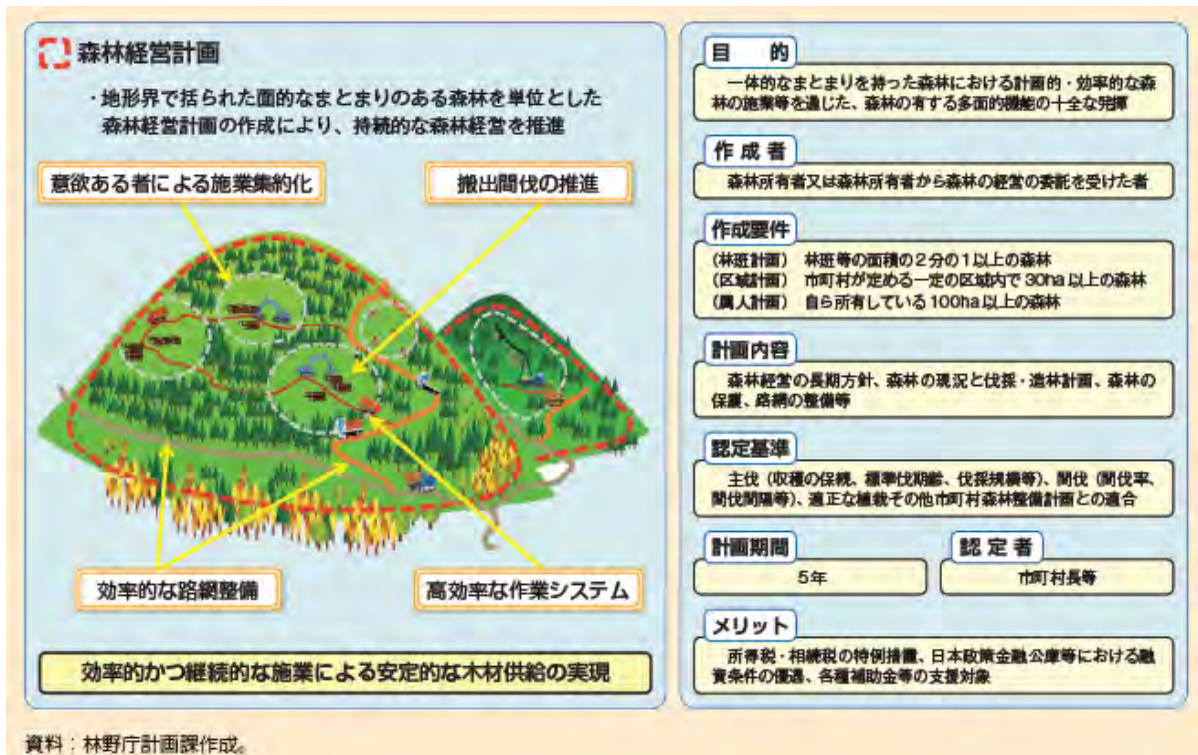 森林経営計画
・地形界で括られた面的なまとまりのある森林を単位とした
森林経営計画の作成により、持続的な森林経営を推進
意欲ある者による施業集約化
搬出間伐の推進
効率的な路網整備
高効率な作業システム
効率的かつ継続的な施業による安定的な木材供給の実現
目 的
一体的なまとまりを持った森林における計画的・効率的な森
林の施業等を通じた、森林の有する多面的機能の十全な発揮
作成者
森林所有者又は森林所有者から森林の経営の委託を受けた者
作成要件
(林班計画) 林班等の面積の2分の1以上の森林
(区域計画) 市町村が定める一定の区域内で30ha以上の森林
(属人計画) 自ら所有している100ha以上の森林
計画内容
森林経営の長期方針、森林の現況と伐採・造林計画、森林の
保護、路網の整備等
認定基準
主伐(収穫の保続、標準伐期齢、伐採規模等)、間伐(間伐率、
間伐間隔等)、適正な植栽その他市町村森林整備計画との適合
計画期間
5年
認定者
市町村長等
メリット
所得税・相続税の特例措置、日本政策金融公庫等における融
資条件の優遇、各種補助金等の支援対象
資料:林野庁計画課作成。